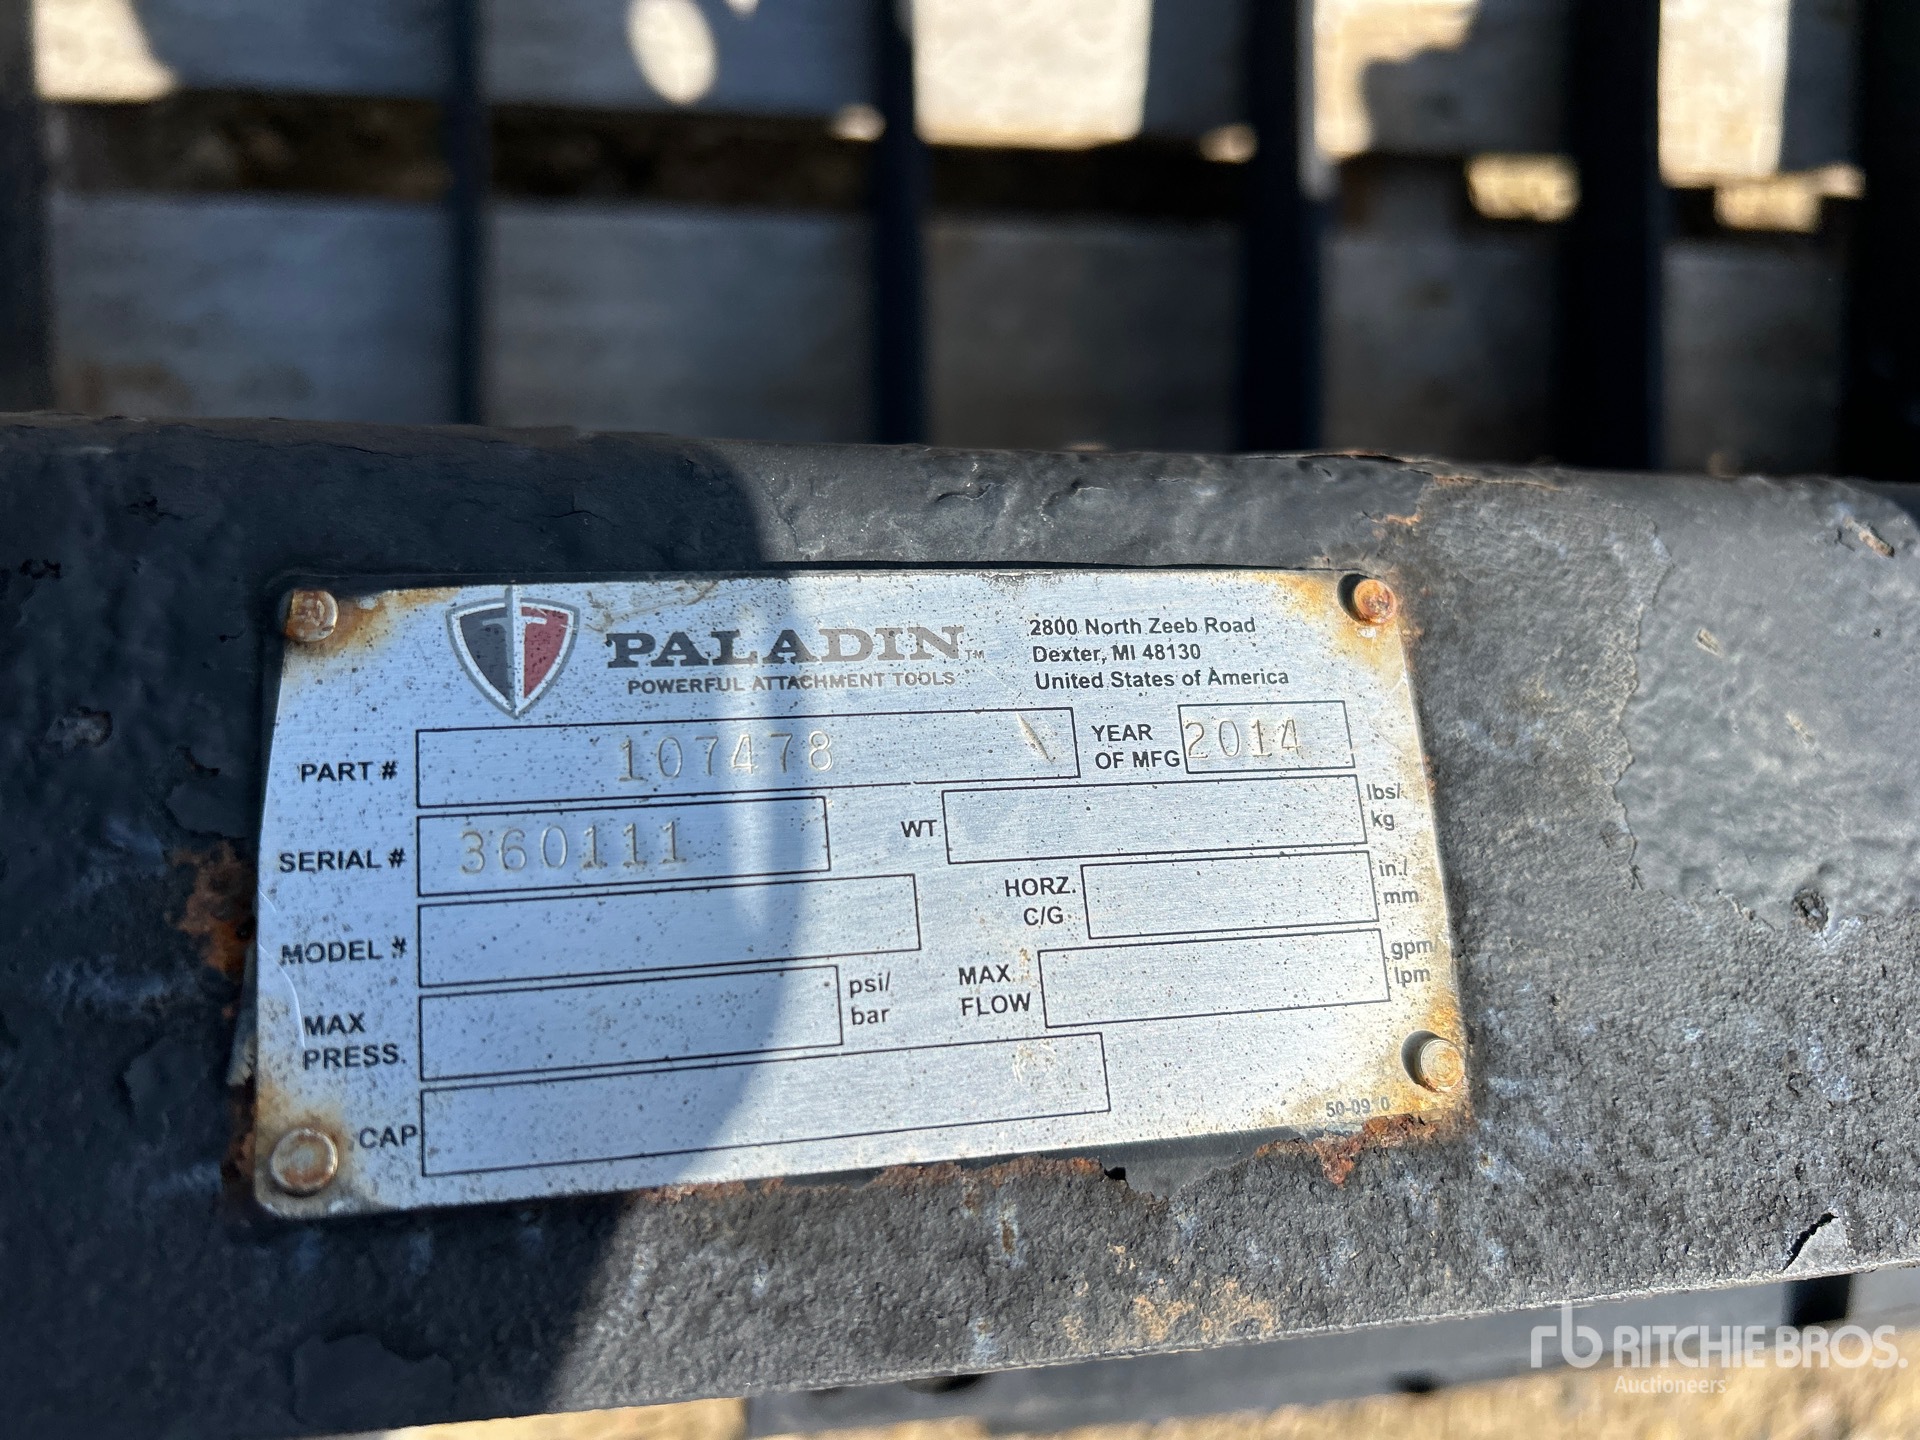 PALADIN™
POWERFUL ATTACHMENT TOOLS
2800 North Zeeb Road
Dexter, MI 48130
United States of America
PART # 107478
YEAR
OF MFG 2014
SERIAL # 360111
WT lbs/
kg
MODEL #
HORZ.
C/G in./
mm
MAX
PRESS. psi/
bar
MAX
FLOW gpm/
lpm
CAP
rb RITCHIE BROS.
Auctioneers